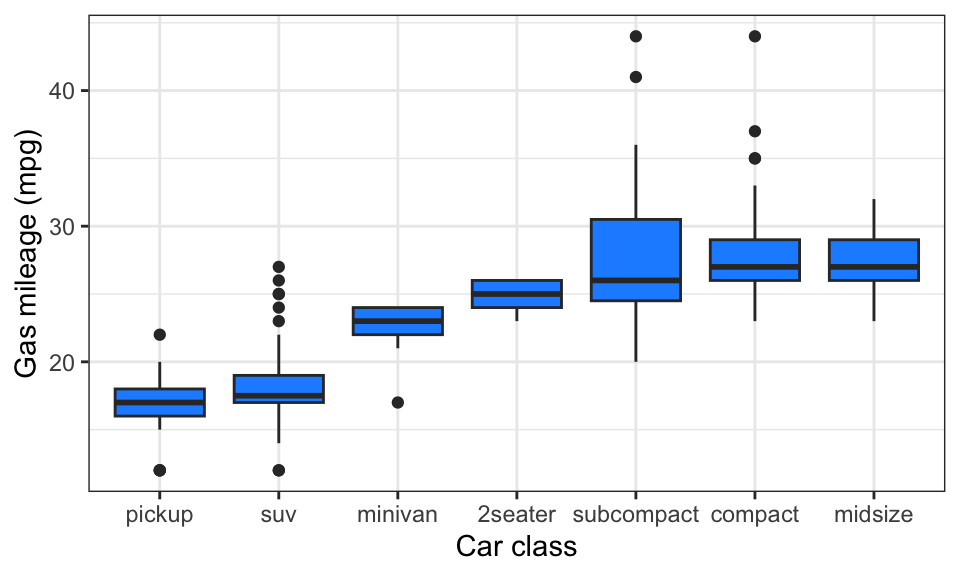 Gas mileage (mpg)
40
30
20
pickup suv minivan 2seater subcompact compact midsize
Car class